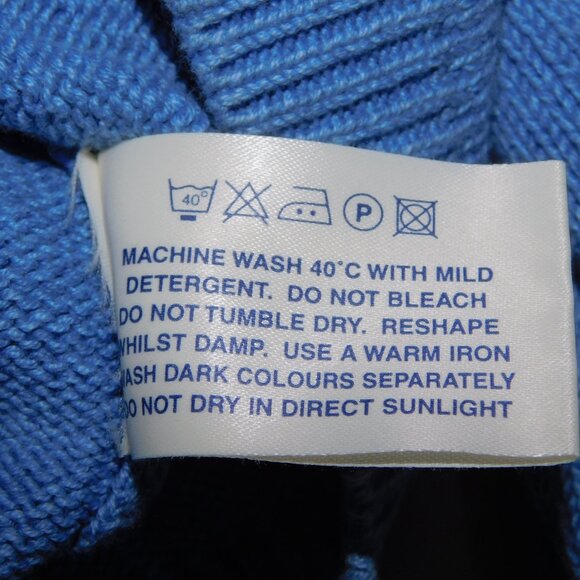 40° P
MACHINE WASH 40°C WITH MILD
DETERGENT. DO NOT BLEACH
DO NOT TUMBLE DRY. RESHAPE
WHILST DAMP. USE A WARM IRON
WASH DARK COLOURS SEPARATELY
DO NOT DRY IN DIRECT SUNLIGHT